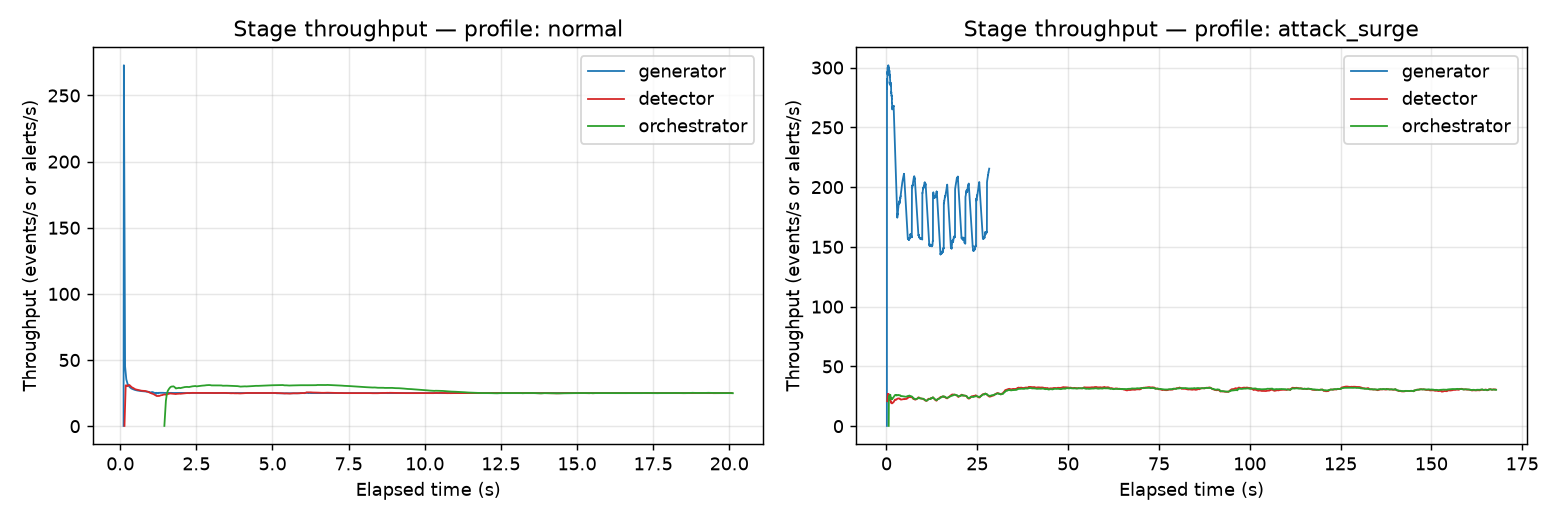 Stage throughput — profile: normal
Throughput (events/s or alerts/s)
250
200
150
100
50
0
generator
detector
orchestrator
0.0 2.5 5.0 7.5 10.0 12.5 15.0 17.5 20.0
Elapsed time (s)
Stage throughput — profile: attack_surge
Throughput (events/s or alerts/s)
300
250
200
150
100
50
0
generator
detector
orchestrator
0 25 50 75 100 125 150 175
Elapsed time (s)